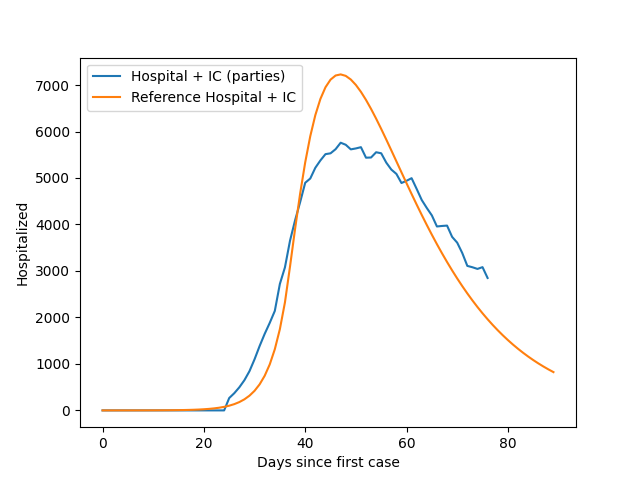 Hospital + IC (parties)
Reference Hospital + IC
7000
6000
5000
4000
3000
2000
1000
0
Hospitalized
0 20 40 60 80
Days since first case